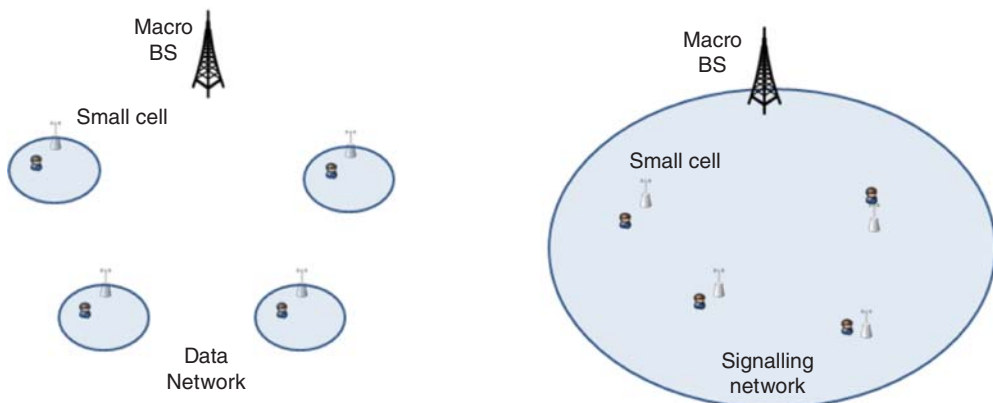 Macro
BS
Small cell
Data
Network
Macro
BS
Small cell
Signalling
network